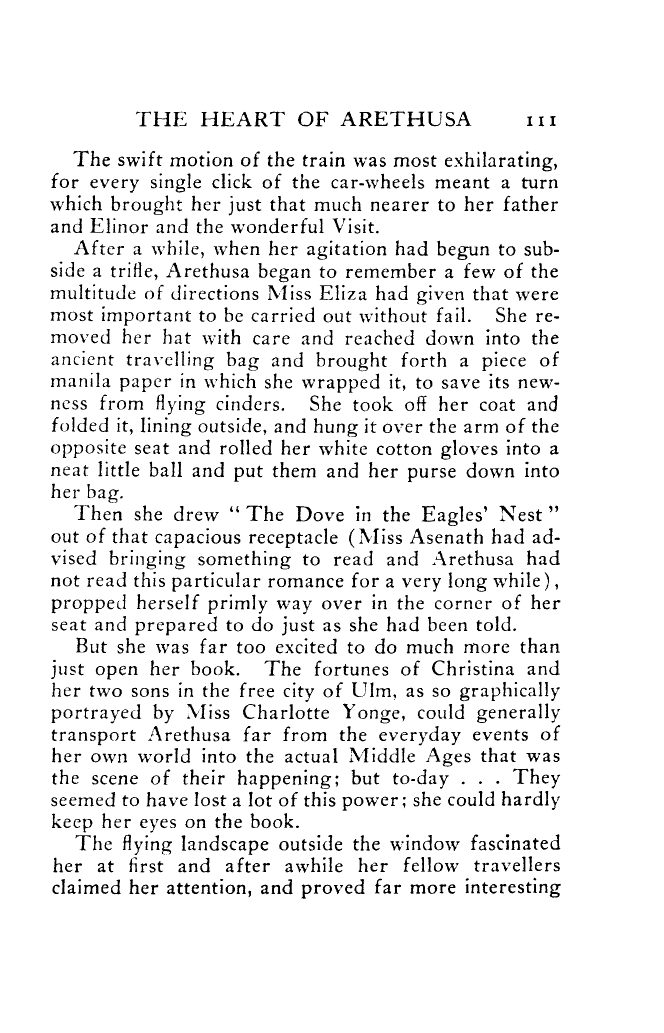 THE HEART OF ARETHUSA 111
The swift motion of the train was most exhilarating,
for every single click of the car-wheels meant a turn
which brought her just that much nearer to her father
and Elinor and the wonderful Visit.
After a while, when her agitation had begun to sub-
side a trifle, Arethusa began to remember a few of the
multitude of directions Miss Eliza had given that were
most important to be carried out without fail. She re-
moved her hat with care and reached down into the
ancient travelling bag and brought forth a piece of
manila paper in which she wrapped it, to save its new-
ness from flying cinders. She took off her coat and
folded it, lining outside, and hung it over the arm of the
opposite seat and rolled her white cotton gloves into a
neat little ball and put them and her purse down into
her bag.
Then she drew "The Dove in the Eagles' Nest"
out of that capacious receptacle (Miss Asenath had ad-
vised bringing something to read and Arethusa had
not read this particular romance for a very long while),
propped herself primly way over in the corner of her
seat and prepared to do just as she had been told.
But she was far too excited to do much more than
just open her book. The fortunes of Christina and
her two sons in the free city of Ulm, as so graphically
portrayed by Miss Charlotte Yonge, could generally
transport Arethusa far from the everyday events of
her own world into the actual Middle Ages that was
the scene of their happening; but to-day . . . They
seemed to have lost a lot of this power; she could hardly
keep her eyes on the book.
The flying landscape outside the window fascinated
her at first and after awhile her fellow travellers
claimed her attention, and proved far more interesting